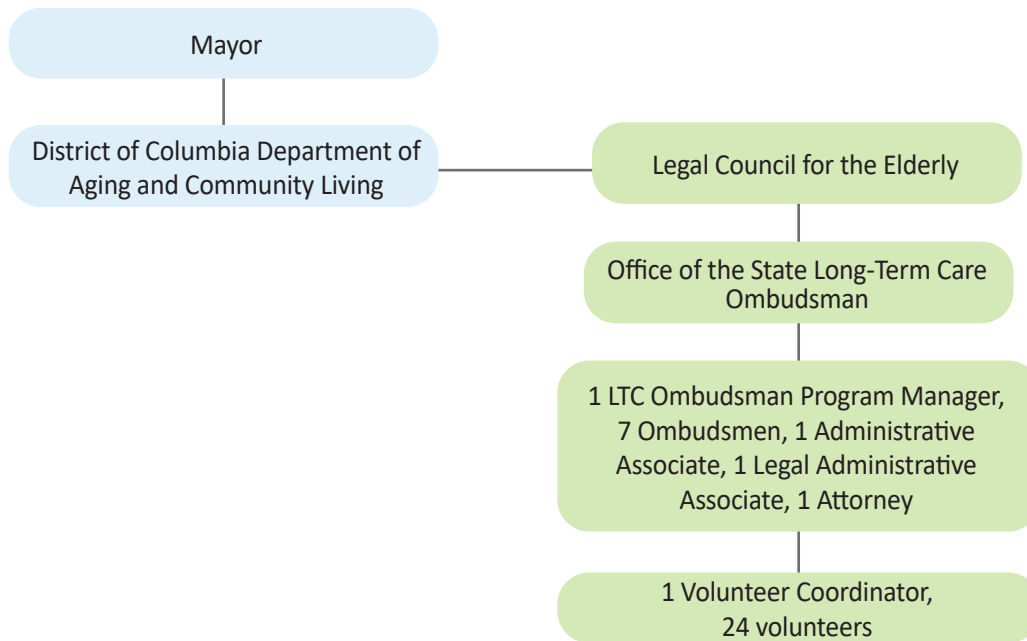 Mayor
District of Columbia Department of
Aging and Community Living
Legal Council for the Elderly
Office of the State Long-Term Care
Ombudsman
1 LTC Ombudsman Program Manager,
7 Ombudsmen, 1 Administrative
Associate, 1 Legal Administrative
Associate, 1 Attorney
1 Volunteer Coordinator,
24 volunteers